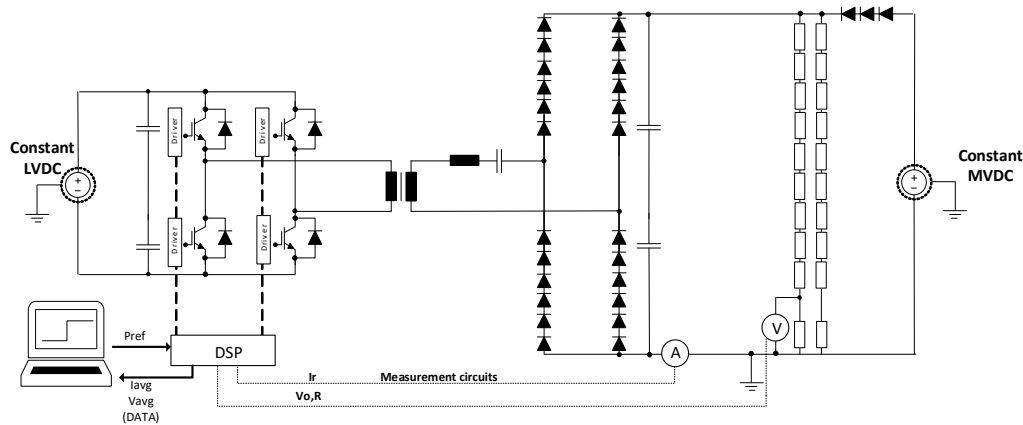 Constant
LVDC
Driver
Driver
Driver
Driver
Constant
MVDC
V
A
Pref
DSP
Iavg
Vavg
(DATA)
Ir
Measurement circuits
Vo,R